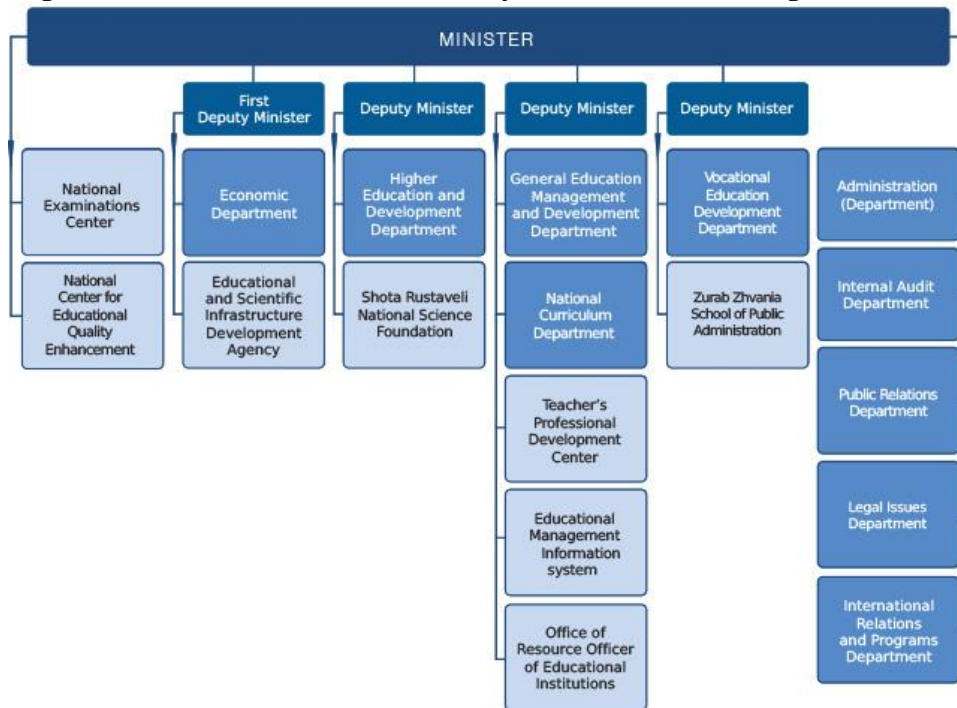 MINISTER
First
Deputy Minister
Deputy Minister
Deputy Minister
Deputy Minister
National
Examinations
Center
Economic
Department
Higher
Education and
Development
Department
General Education
Management
and Development
Department
Vocational
Education
Development
Department
Administration
(Department)
National
Center for
Educational
Quality
Enhancement
Educational
and Scientific
Infrastructure
Development
Agency
Shota Rustaveli
National Science
Foundation
National
Curriculum
Department
Zurab Zhvania
School of Public
Administration
Internal Audit
Department
Teacher's
Professional
Development
Center
Public Relations
Department
Educational
Management
Information
system
Legal Issues
Department
Office of
Resource Officer
of Educational
Institutions
International
Relations
and Programs
Department